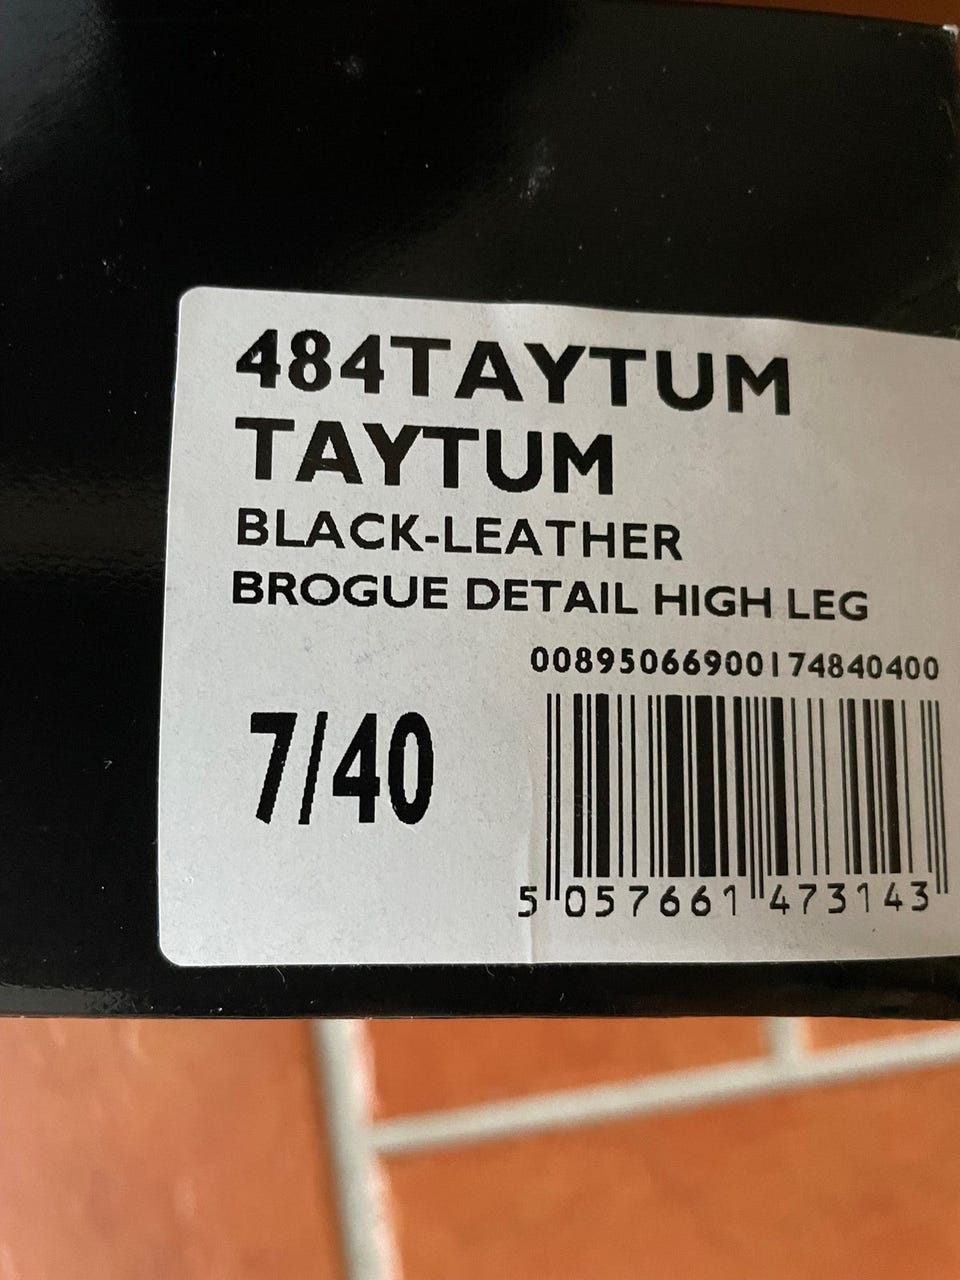 484TAYTUM
TAYTUM
BLACK-LEATHER
BROGUE DETAIL HIGH LEG
00895066900174840400
7/40
5 057661 473143